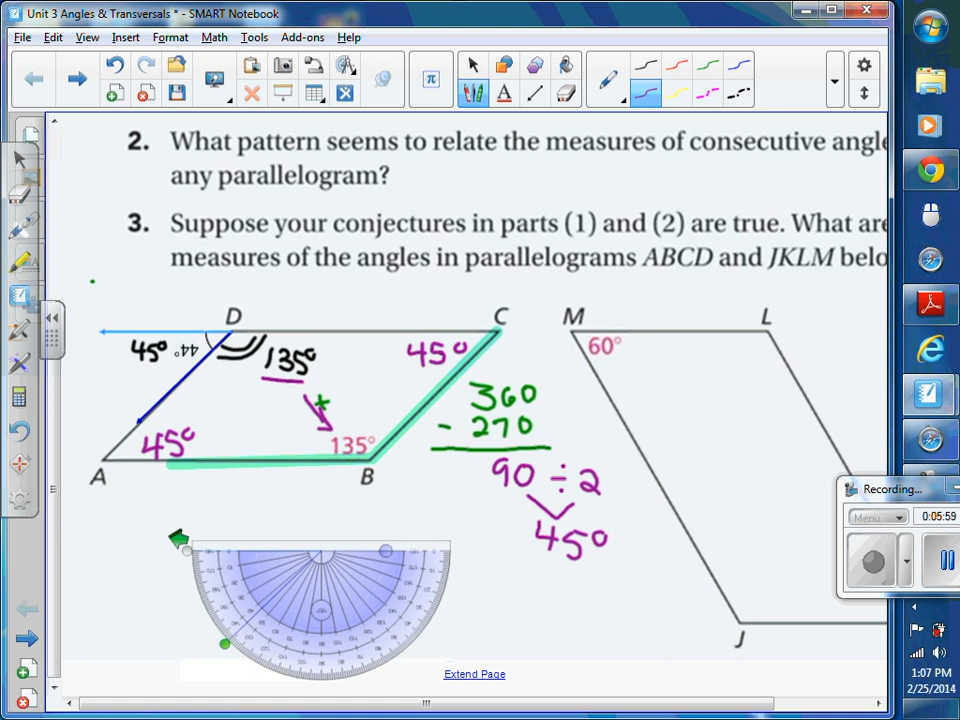 Unit 3 Angles & Transversals * - SMART Notebook
File Edit View Insert Format Math Tools Add-ons Help
2. What pattern seems to relate the measures of consecutive angle
any parallelogram?
3. Suppose your conjectures in parts (1) and (2) are true. What are
measures of the angles in parallelograms ABCD and JKLM belo
D C M L
45° 44° 135° 45° 60°
360
- 270
45° 135°
A B
90 ÷ 2
45°
J
Recording...
Menu 0:05:59
Extend Page
1:07 PM
2/25/2014